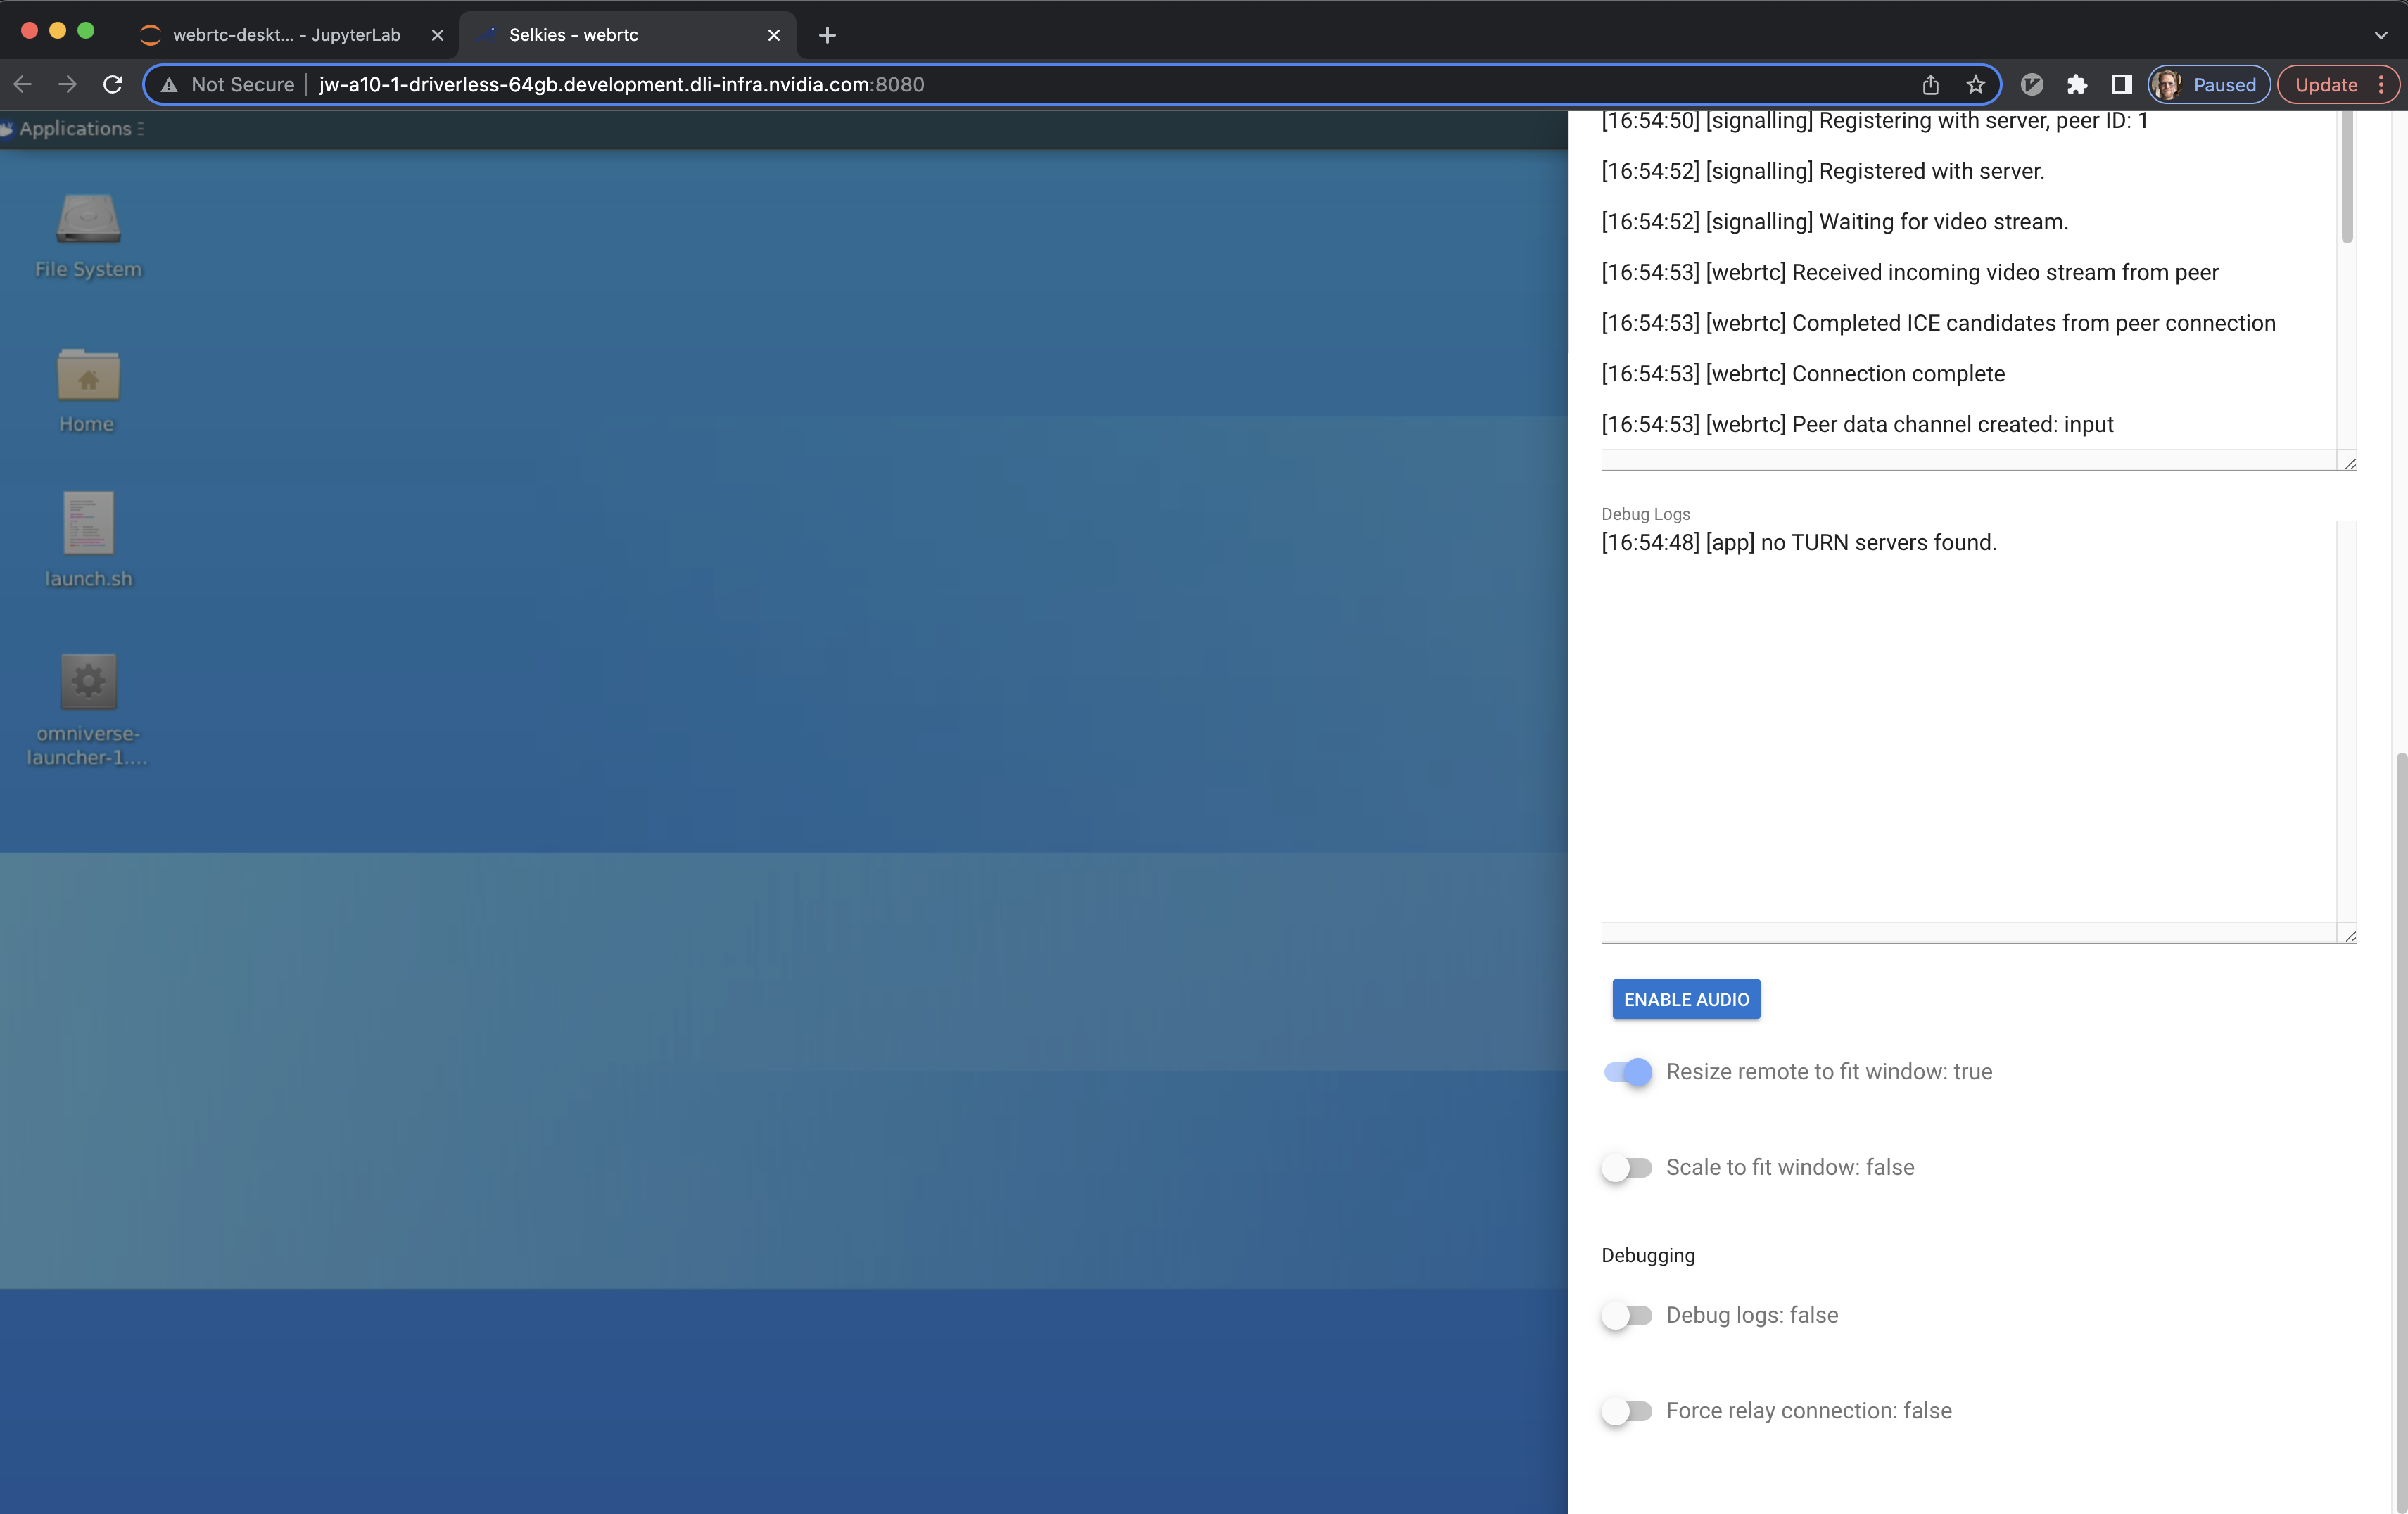 webrtc-deskt... - JupyterLab
Selkies - webrtc
Not Secure
jw-a10-1-driverless-64gb.development.dli-infra.nvidia.com:8080
Paused
Update
Applications
[16:54:50] [signalling] Registering with server, peer ID: 1
[16:54:52] [signalling] Registered with server.
[16:54:52] [signalling] Waiting for video stream.
[16:54:53] [webrtc] Received incoming video stream from peer
[16:54:53] [webrtc] Completed ICE candidates from peer connection
[16:54:53] [webrtc] Connection complete
[16:54:53] [webrtc] Peer data channel created: input
File System
Home
launch.sh
omniverse-
launcher-1....
Debug Logs
[16:54:48] [app] no TURN servers found.
ENABLE AUDIO
Resize remote to fit window: true
Scale to fit window: false
Debugging
Debug logs: false
Force relay connection: false